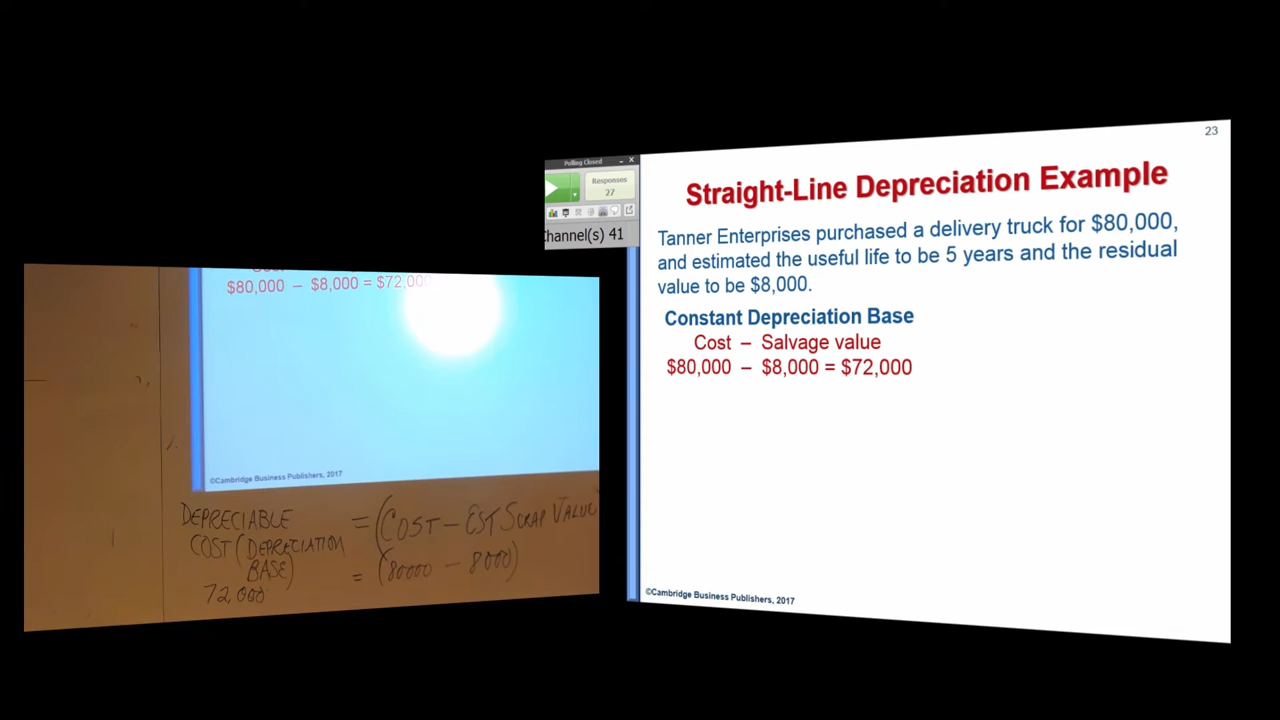 $80,000 – $8,000 = $72,000
©Cambridge Business Publishers, 2017
DEPRECIABLE = (COST – EST SCRAP VALUE
COST (DEPRECIATION
BASE) = (80000 – 8000)
72,000
Polling Closed
Responses
27
Channel(s) 41
23
Straight-Line Depreciation Example
Tanner Enterprises purchased a delivery truck for $80,000,
and estimated the useful life to be 5 years and the residual
value to be $8,000.
Constant Depreciation Base
Cost – Salvage value
$80,000 – $8,000 = $72,000
©Cambridge Business Publishers, 2017